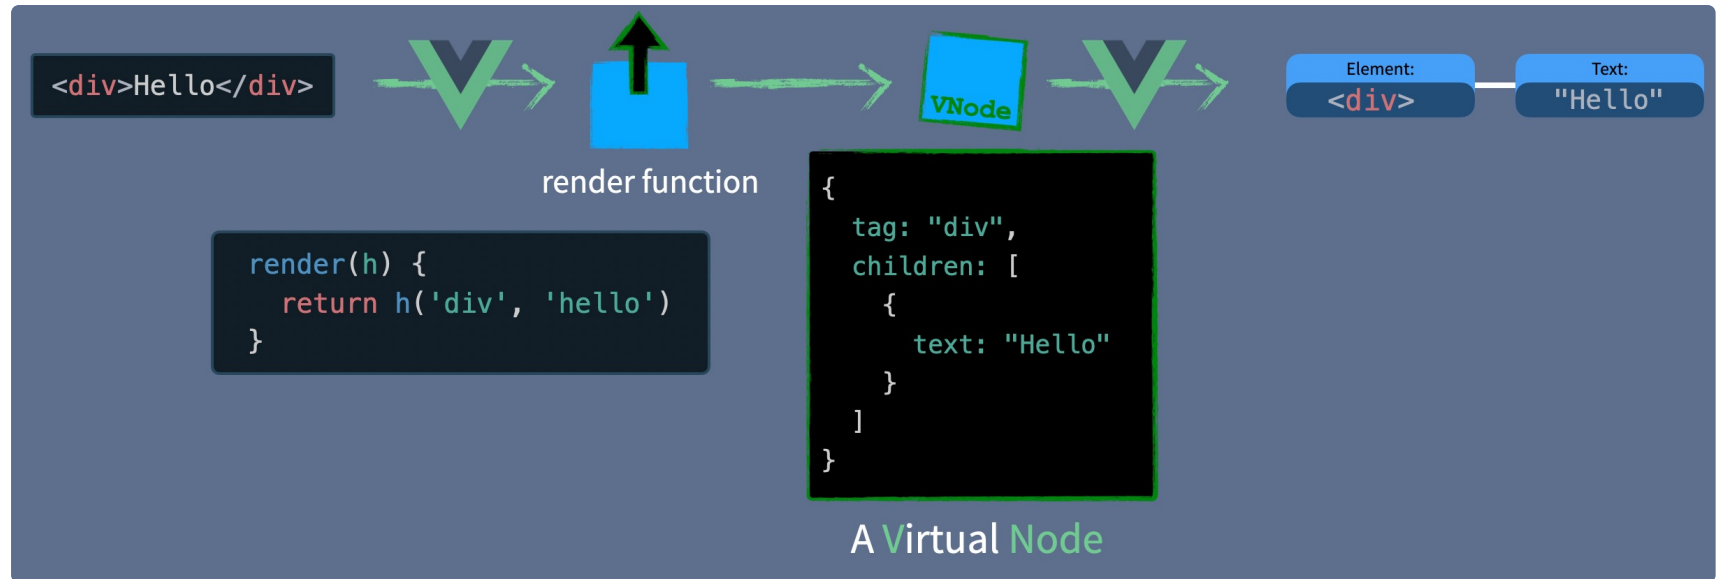 <div>Hello</div>
VNode
Element:
<div>
Text:
"Hello"
render function
render(h) {
  return h('div', 'hello')
}
{
  tag: "div",
  children: [
    {
      text: "Hello"
    }
  ]
}
A Virtual Node